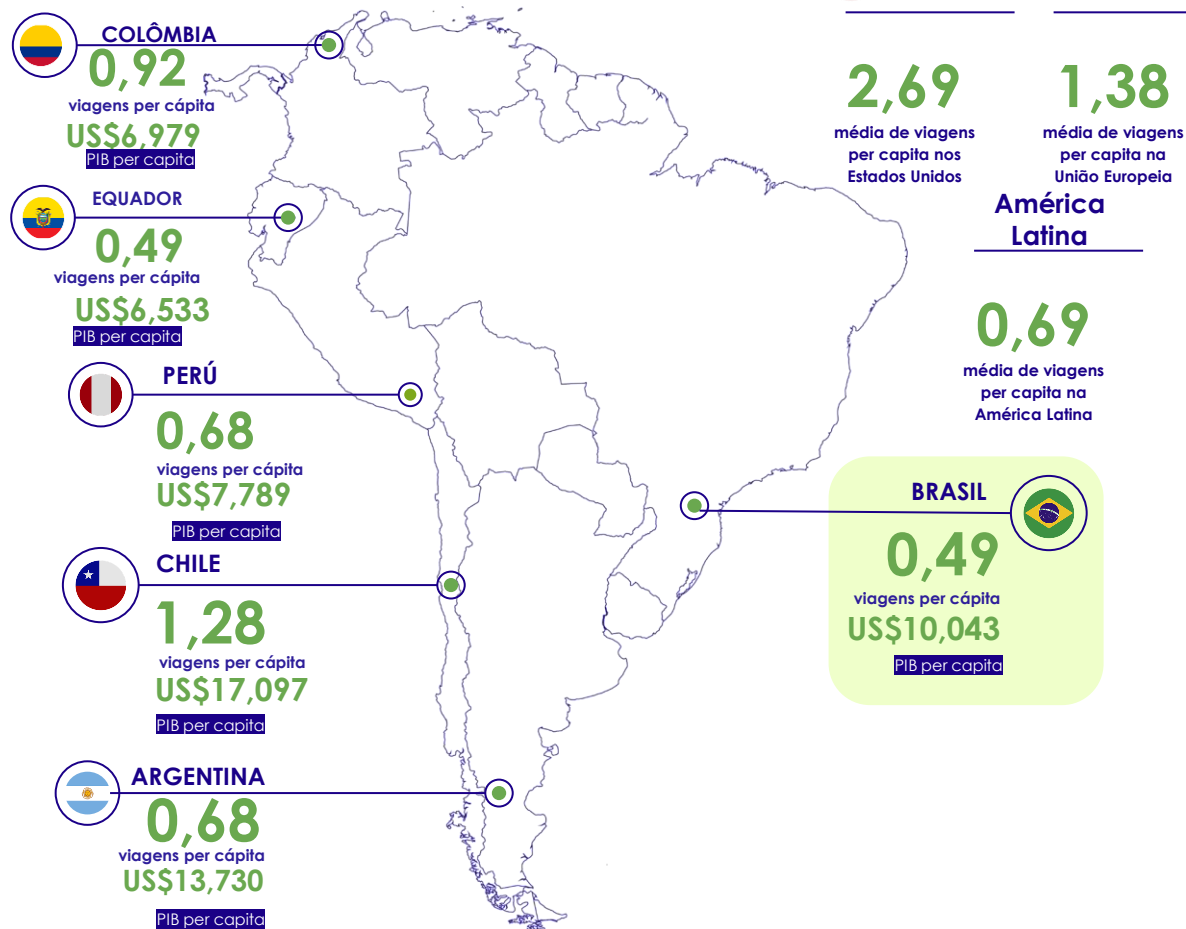 COLÔMBIA
0,92
viagens per cápita
US$6,979
PIB per capita
EQUADOR
0,49
viagens per cápita
US$6,533
PIB per capita
PERÚ
0,68
viagens per cápita
US$7,789
PIB per capita
CHILE
1,28
viagens per cápita
US$17,097
PIB per capita
ARGENTINA
0,68
viagens per cápita
US$13,730
PIB per capita
2,69
média de viagens
per capita nos
Estados Unidos
1,38
média de viagens
per capita na
União Europeia
América
Latina
0,69
média de viagens
per capita na
América Latina
BRASIL
0,49
viagens per cápita
US$10,043
PIB per capita